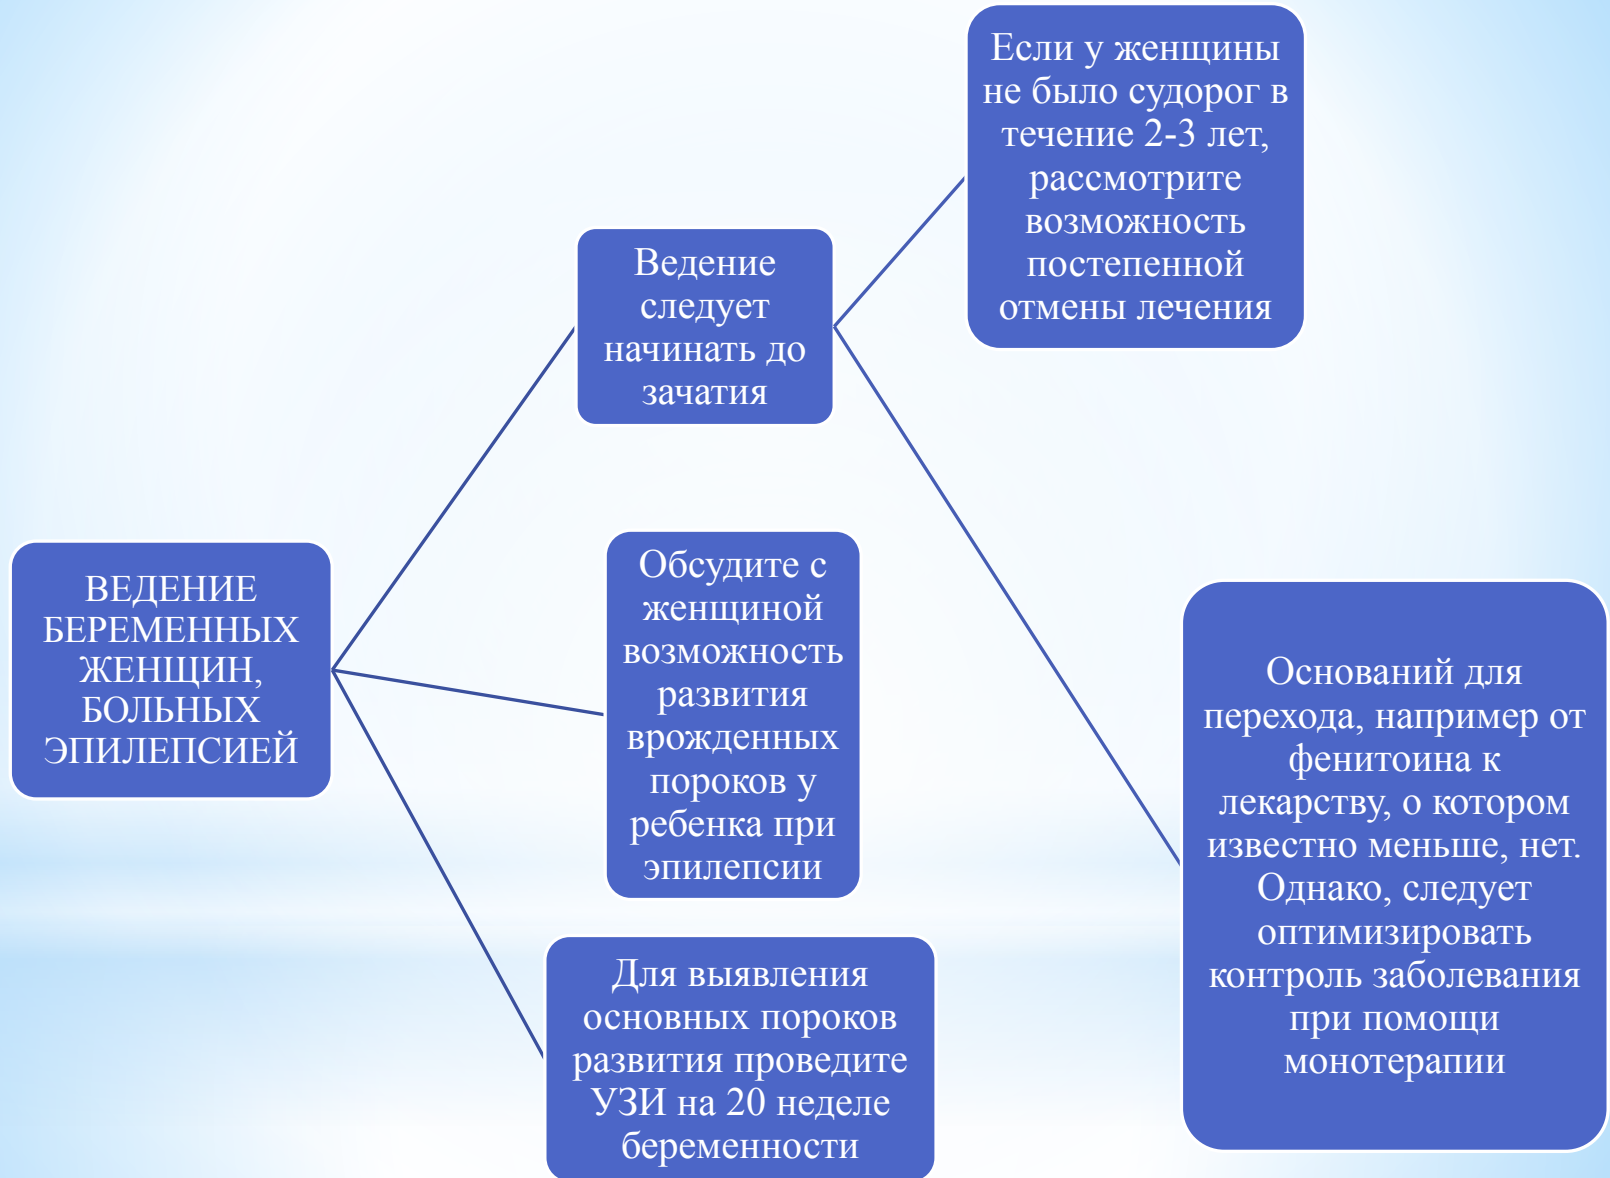 ВЕДЕНИЕ
БЕРЕМЕННЫХ
ЖЕНЩИН,
БОЛЬНЫХ
ЭПИЛЕПСИЕЙ
Ведение
следует
начинать до
зачатия
Если у женщины
не было судорог в
течение 2-3 лет,
рассмотрите
возможность
постепенной
отмены лечения
Оснований для
перехода, например от
фенитоина к
лекарству, о котором
известно меньше, нет.
Однако, следует
оптимизировать
контроль заболевания
при помощи
монотерапии
Обсудите с
женщиной
возможность
развития
врожденных
пороков у
ребенка при
эпилепсии
Для выявления
основных пороков
развития проведите
УЗИ на 20 неделе
беременности